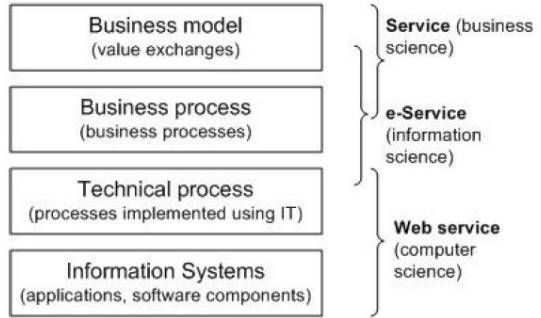 Business model
(value exchanges)
Business process
(business processes)
Technical process
(processes implemented using IT)
Information Systems
(applications, software components)
Service (business
science)
e-Service
(information
science)
Web service
(computer
science)